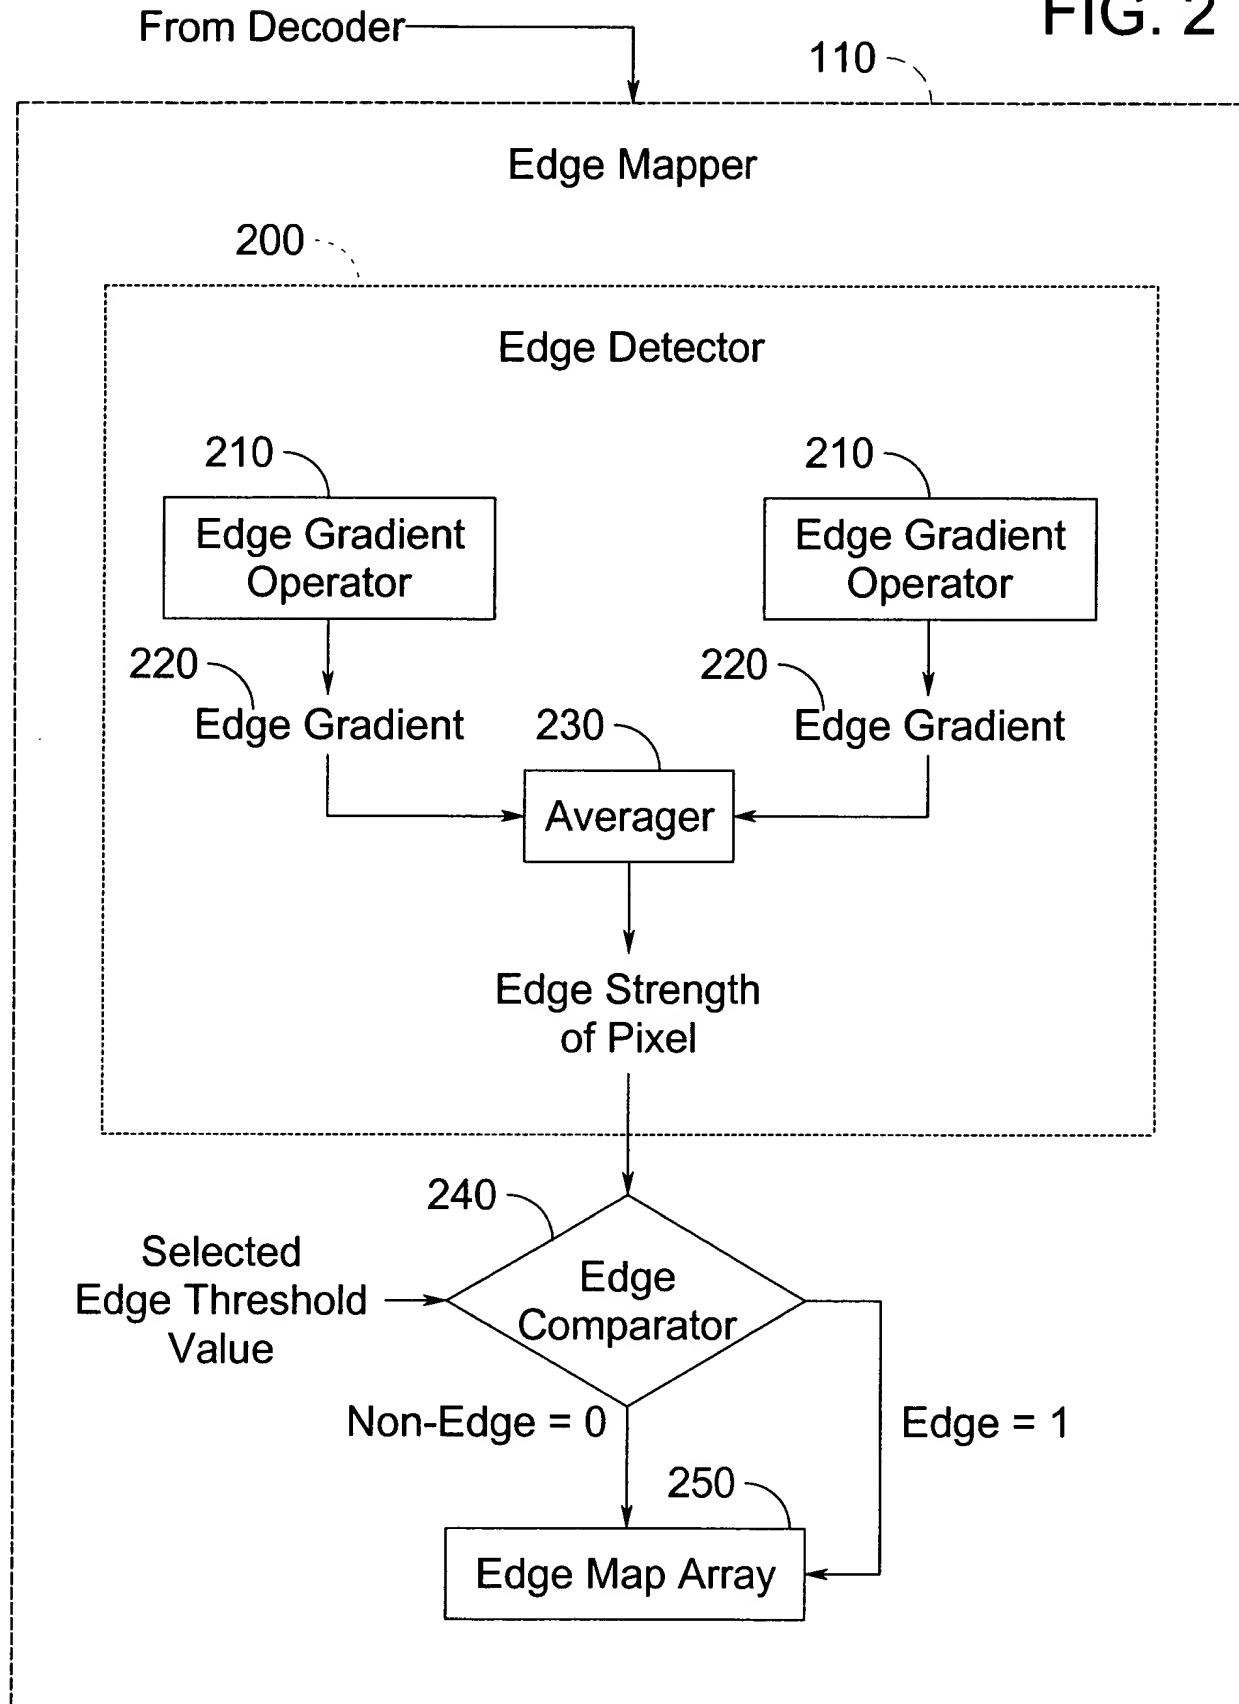 FIG. 2
From Decoder
110
Edge Mapper
200
Edge Detector
210
210
Edge Gradient
Operator
Edge Gradient
Operator
220
220
Edge Gradient
230
Edge Gradient
Averager
Edge Strength
of Pixel
240
Selected
Edge Threshold
Value
Edge
Comparator
Non-Edge = 0
Edge = 1
250
Edge Map Array